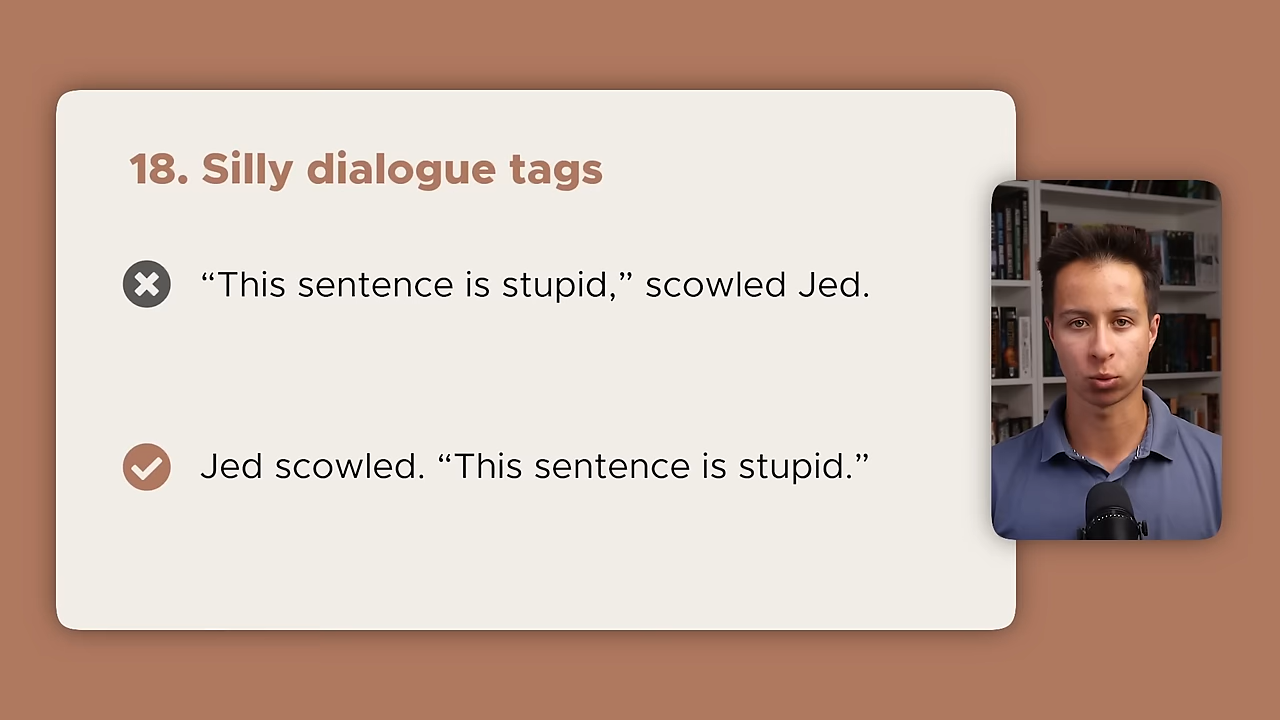 18. Silly dialogue tags
“This sentence is stupid,” scowled Jed.
Jed scowled. “This sentence is stupid.”